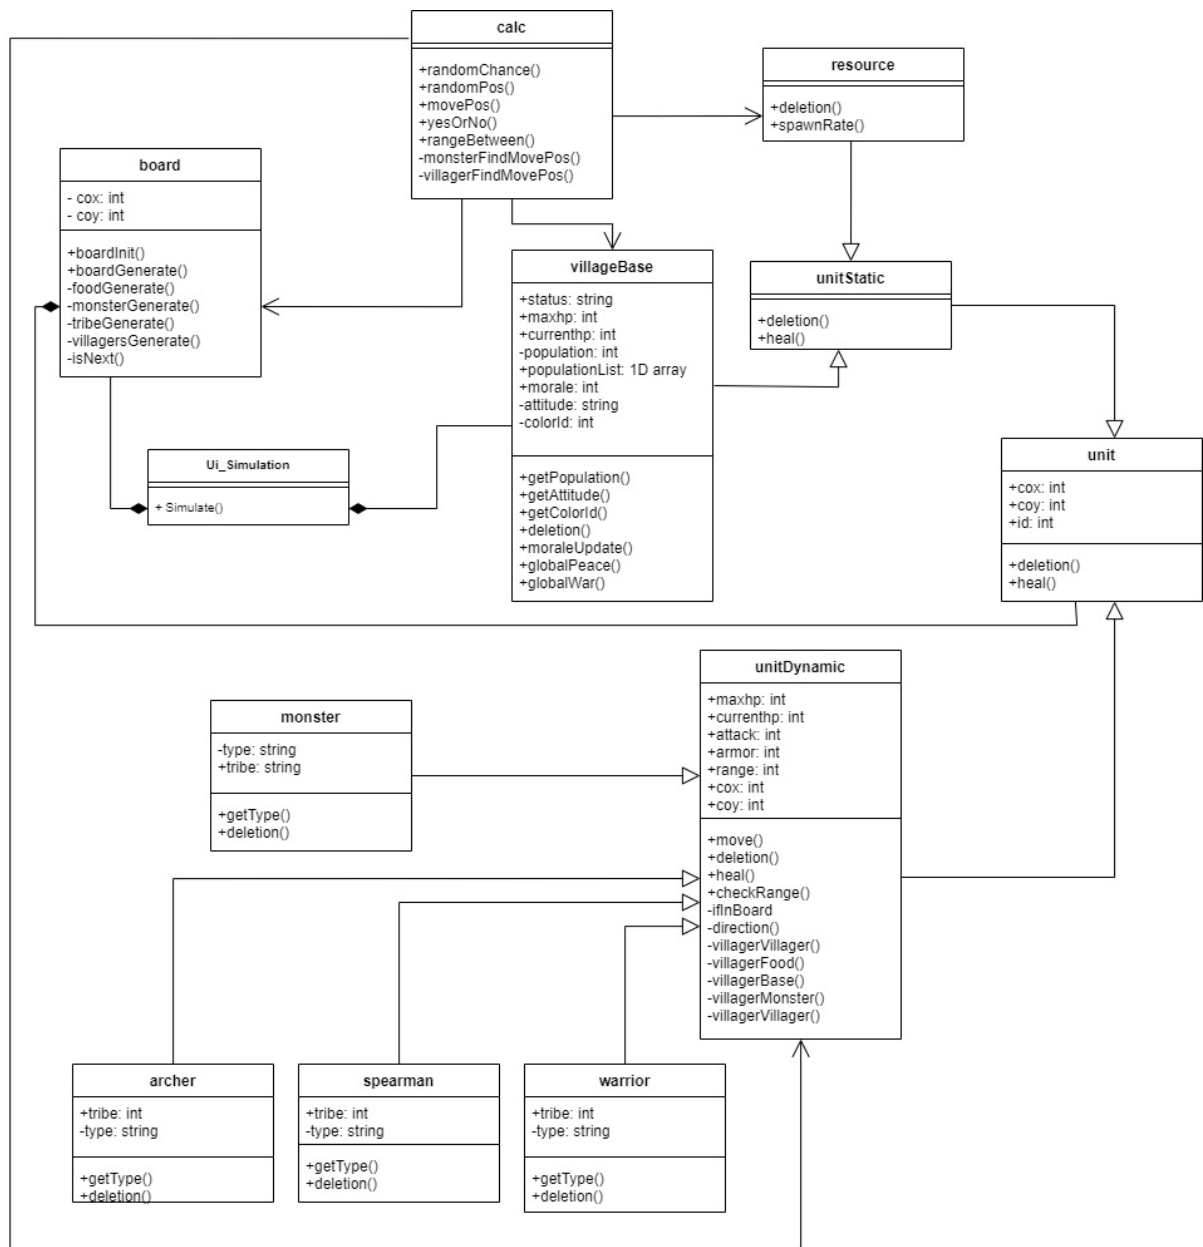 calc
+randomChance()
+randomPos()
+movePos()
+yesOrNo()
+rangeBetween()
-monsterFindMovePos()
-villagerFindMovePos()
resource
+deletion()
+spawnRate()
board
- cox: int
- coy: int
+boardInit()
+boardGenerate()
-foodGenerate()
-monsterGenerate()
-tribeGenerate()
-villagersGenerate()
-isNext()
villageBase
+status: string
+maxhp: int
+currenthp: int
-population: int
+populationList: 1D array
+morale: int
-attitude: string
-colorId: int
+getPopulation()
+getAttitude()
+getColorId()
+deletion()
+moraleUpdate()
+globalPeace()
+globalWar()
unitStatic
+deletion()
+heal()
Ui_Simulation
+ Simulate()
unit
+cox: int
+coy: int
+id: int
+deletion()
+heal()
unitDynamic
+maxhp: int
+currenthp: int
+attack: int
+armor: int
+range: int
+cox: int
+coy: int
+move()
+deletion()
+heal()
+checkRange()
-ifInBoard
-direction()
-villagerVillager()
-villagerFood()
-villagerBase()
-villagerMonster()
-villagerVillager()
monster
-type: string
+tribe: string
+getType()
+deletion()
archer
+tribe: int
-type: string
+getType()
+deletion()
spearman
+tribe: int
-type: string
+getType()
+deletion()
warrior
+tribe: int
-type: string
+getType()
+deletion()